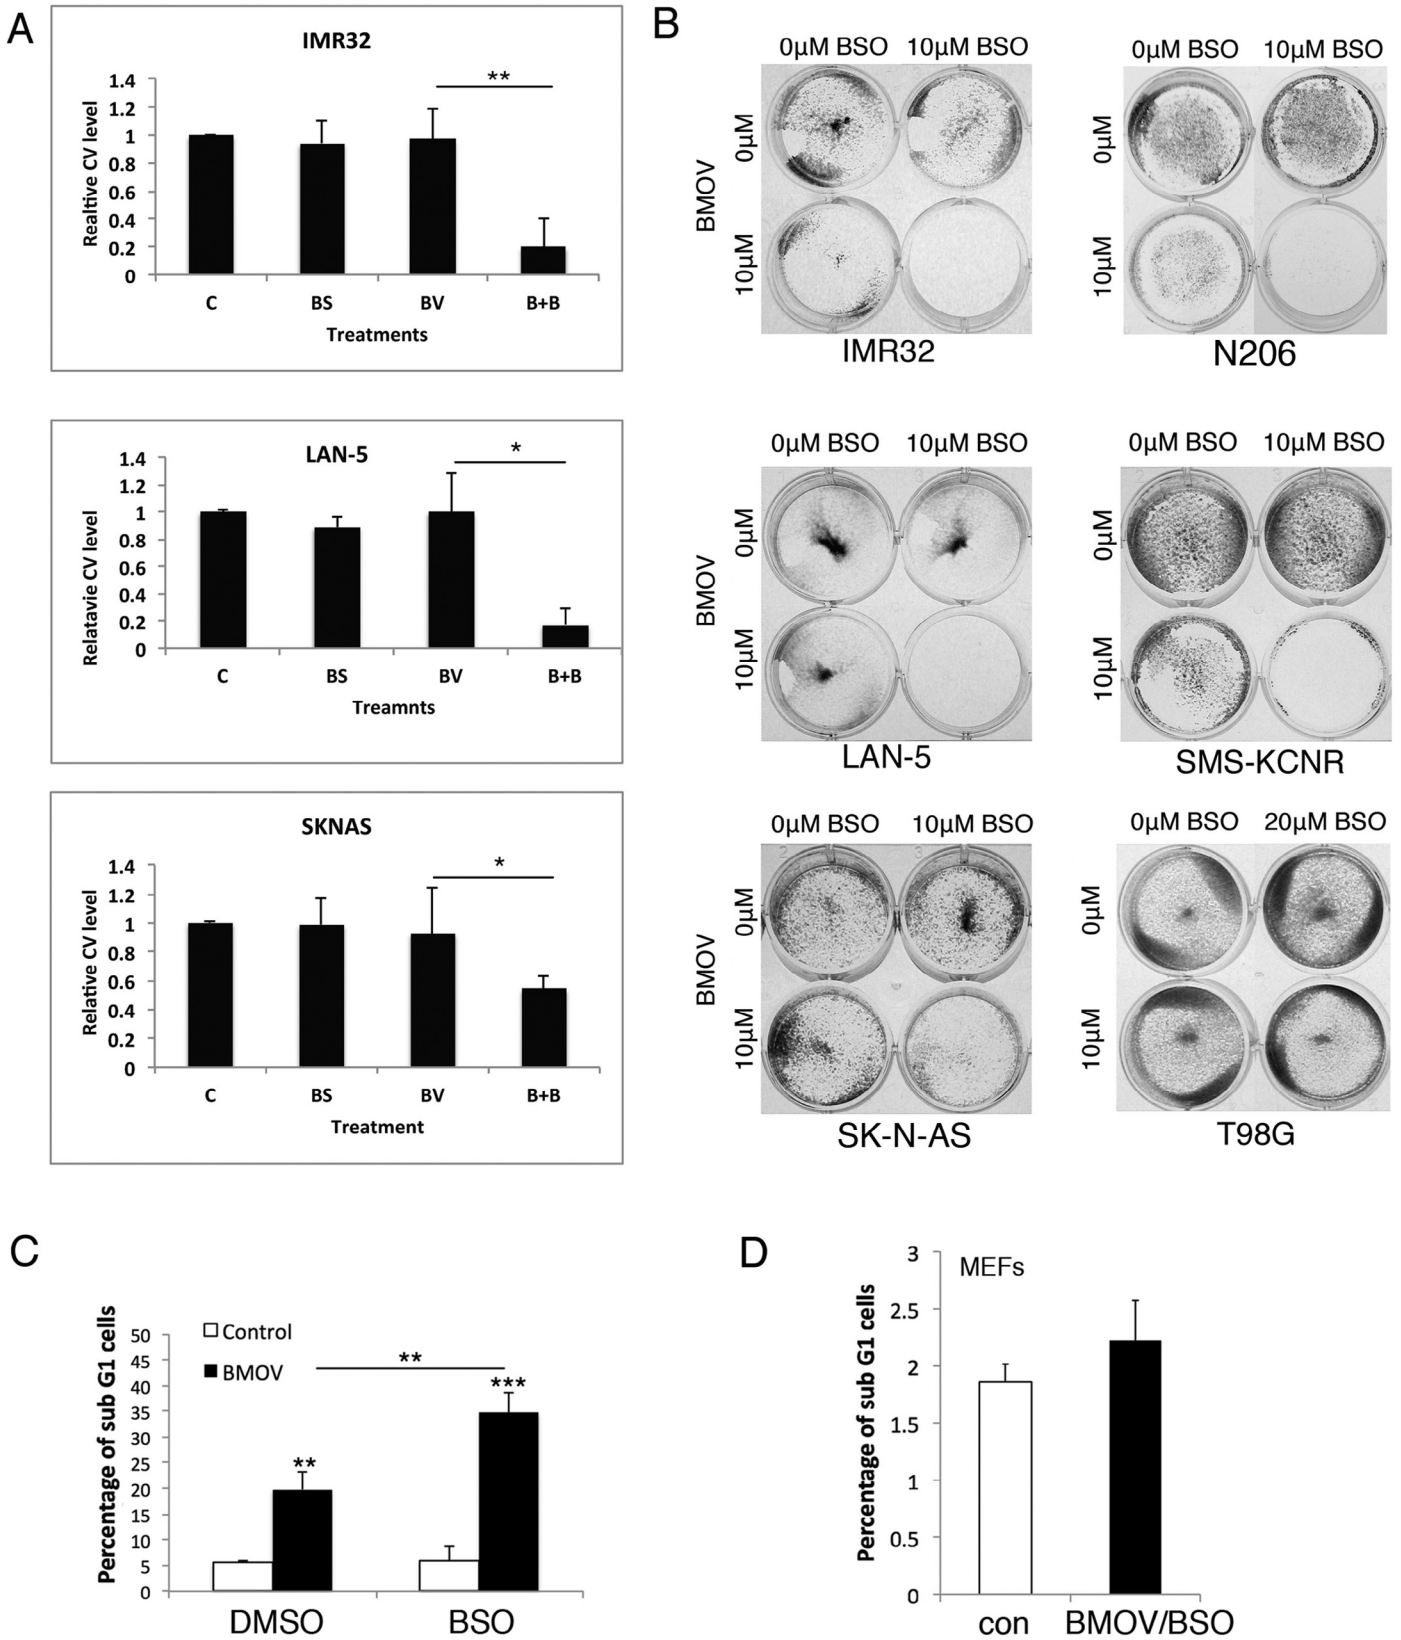 A
IMR32
1.4
1.2
1
0.8
0.6
0.4
0.2
0
Realtive CV level
**
C BS BV B+B
Treatments
LAN-5
1.4
1.2
1
0.8
0.6
0.4
0.2
0
Relatavie CV level
*
C BS BV B+B
Treamnts
SKNAS
1.4
1.2
1
0.8
0.6
0.4
0.2
0
Relative CV level
*
C BS BV B+B
Treatment
B
0µM BSO 10µM BSO
BMOV
0µM
10µM
IMR32
0µM BSO 10µM BSO
0µM
10µM
N206
0µM BSO 10µM BSO
BMOV
0µM
10µM
LAN-5
0µM BSO 10µM BSO
0µM
10µM
SMS-KCNR
0µM BSO 10µM BSO
BMOV
0µM
10µM
SK-N-AS
0µM BSO 20µM BSO
0µM
10µM
T98G
C
Percentage of sub G1 cells
50
45
40
35
30
25
20
15
10
5
0
Control
BMOV
**
**
***
DMSO BSO
D
MEFs
Percentage of sub G1 cells
3
2.5
2
1.5
1
0.5
0
con BMOV/BSO